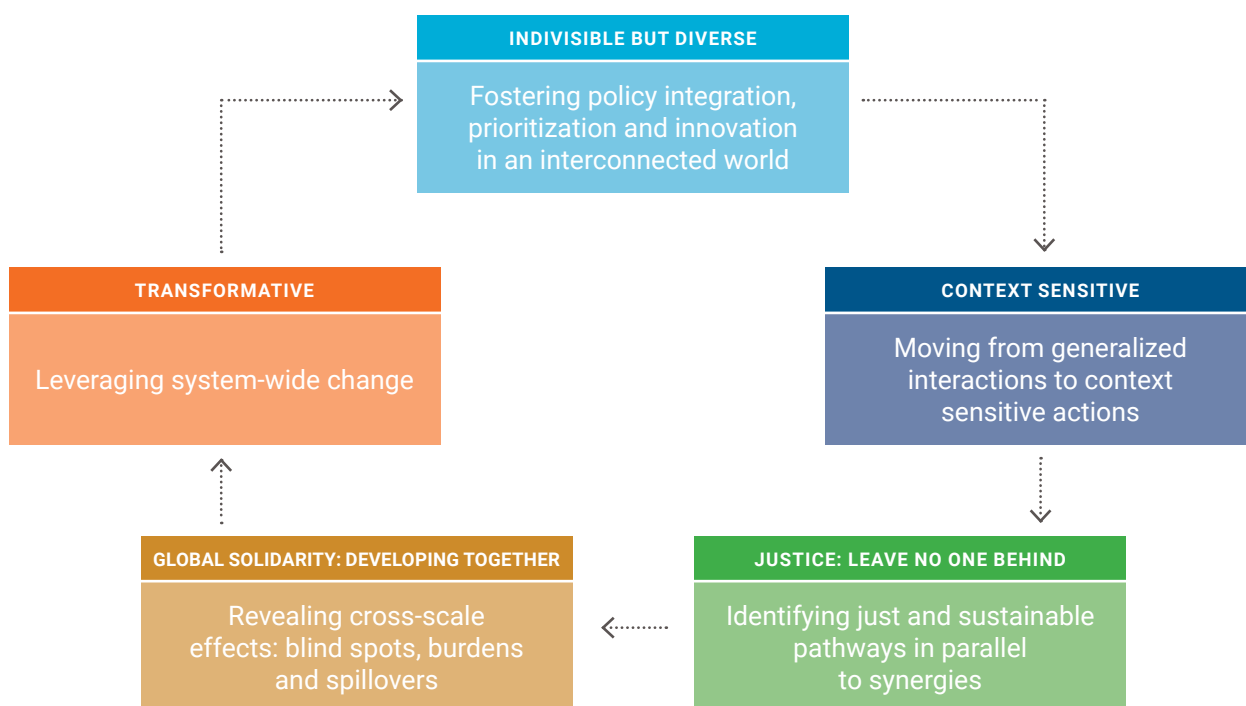 INDIVISIBLE BUT DIVERSE
Fostering policy integration,
prioritization and innovation
in an interconnected world
TRANSFORMATIVE
Leveraging system-wide change
CONTEXT SENSITIVE
Moving from generalized
interactions to context
sensitive actions
GLOBAL SOLIDARITY: DEVELOPING TOGETHER
Revealing cross-scale
effects: blind spots, burdens
and spillovers
JUSTICE: LEAVE NO ONE BEHIND
Identifying just and sustainable
pathways in parallel
to synergies